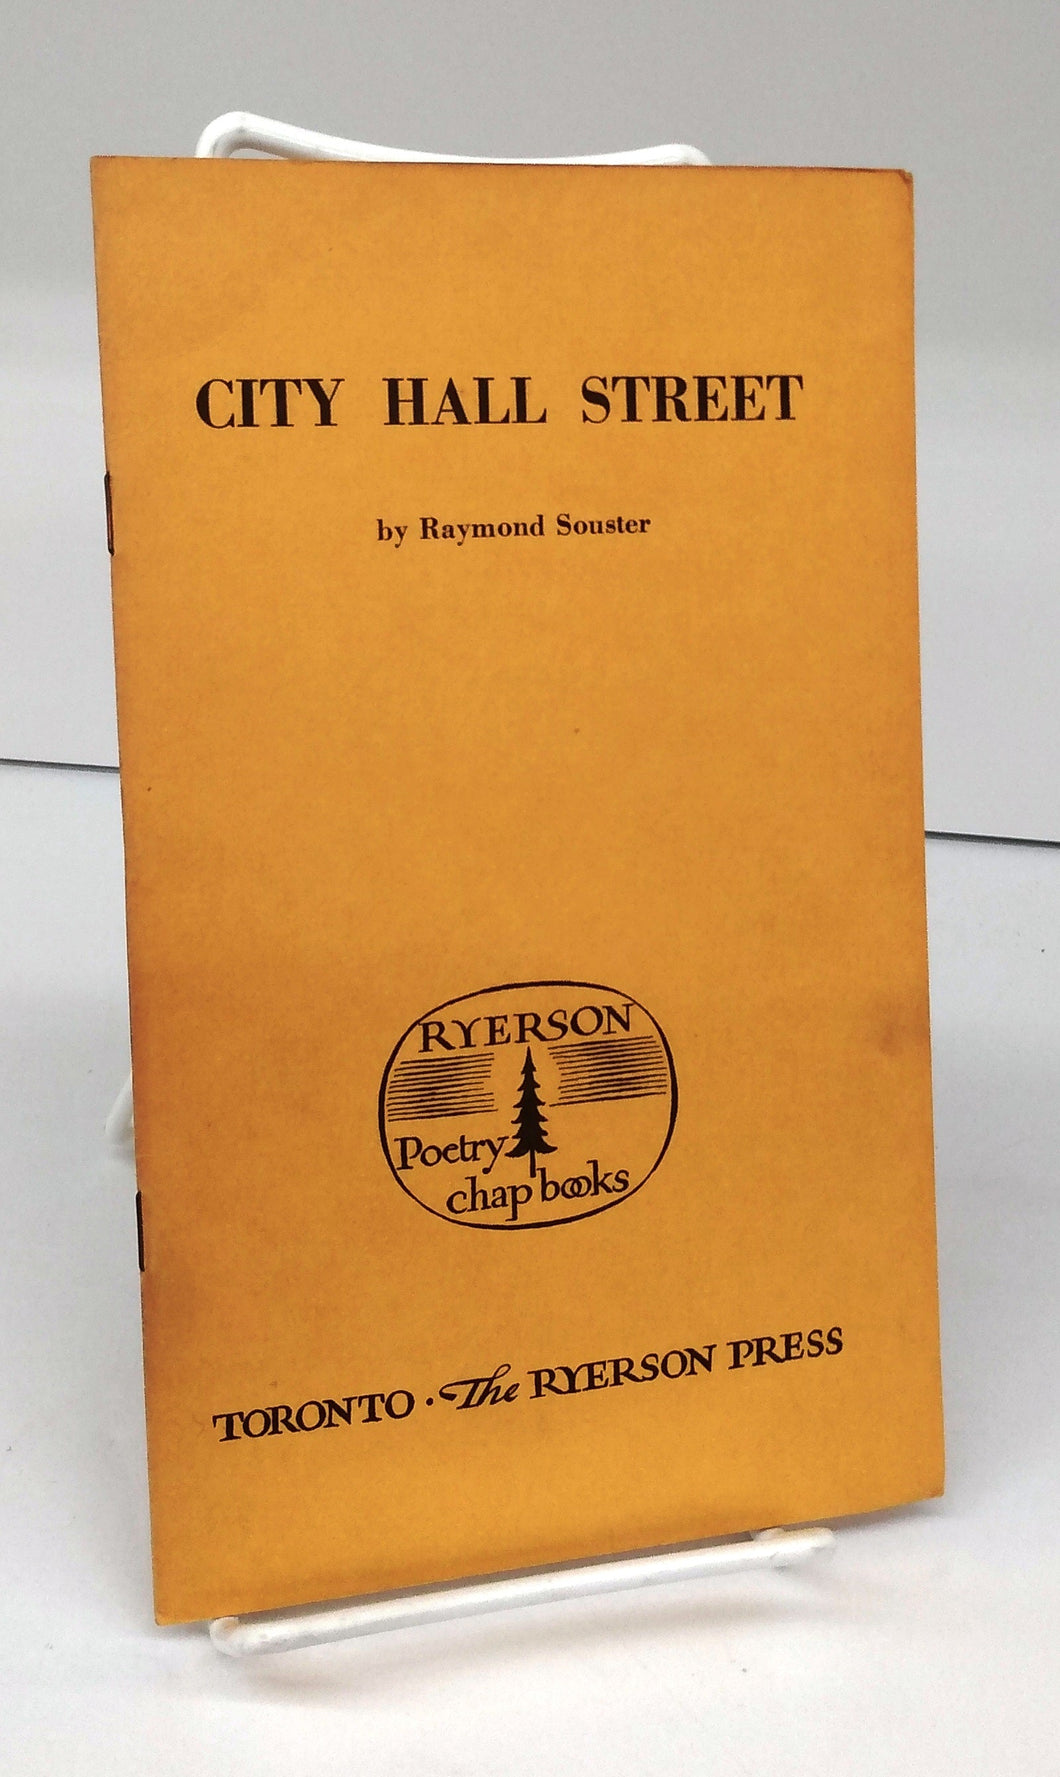 CITY HALL STREET
by Raymond Souster
RYERSON
Poetry
chap books
TORONTO · The RYERSON PRESS